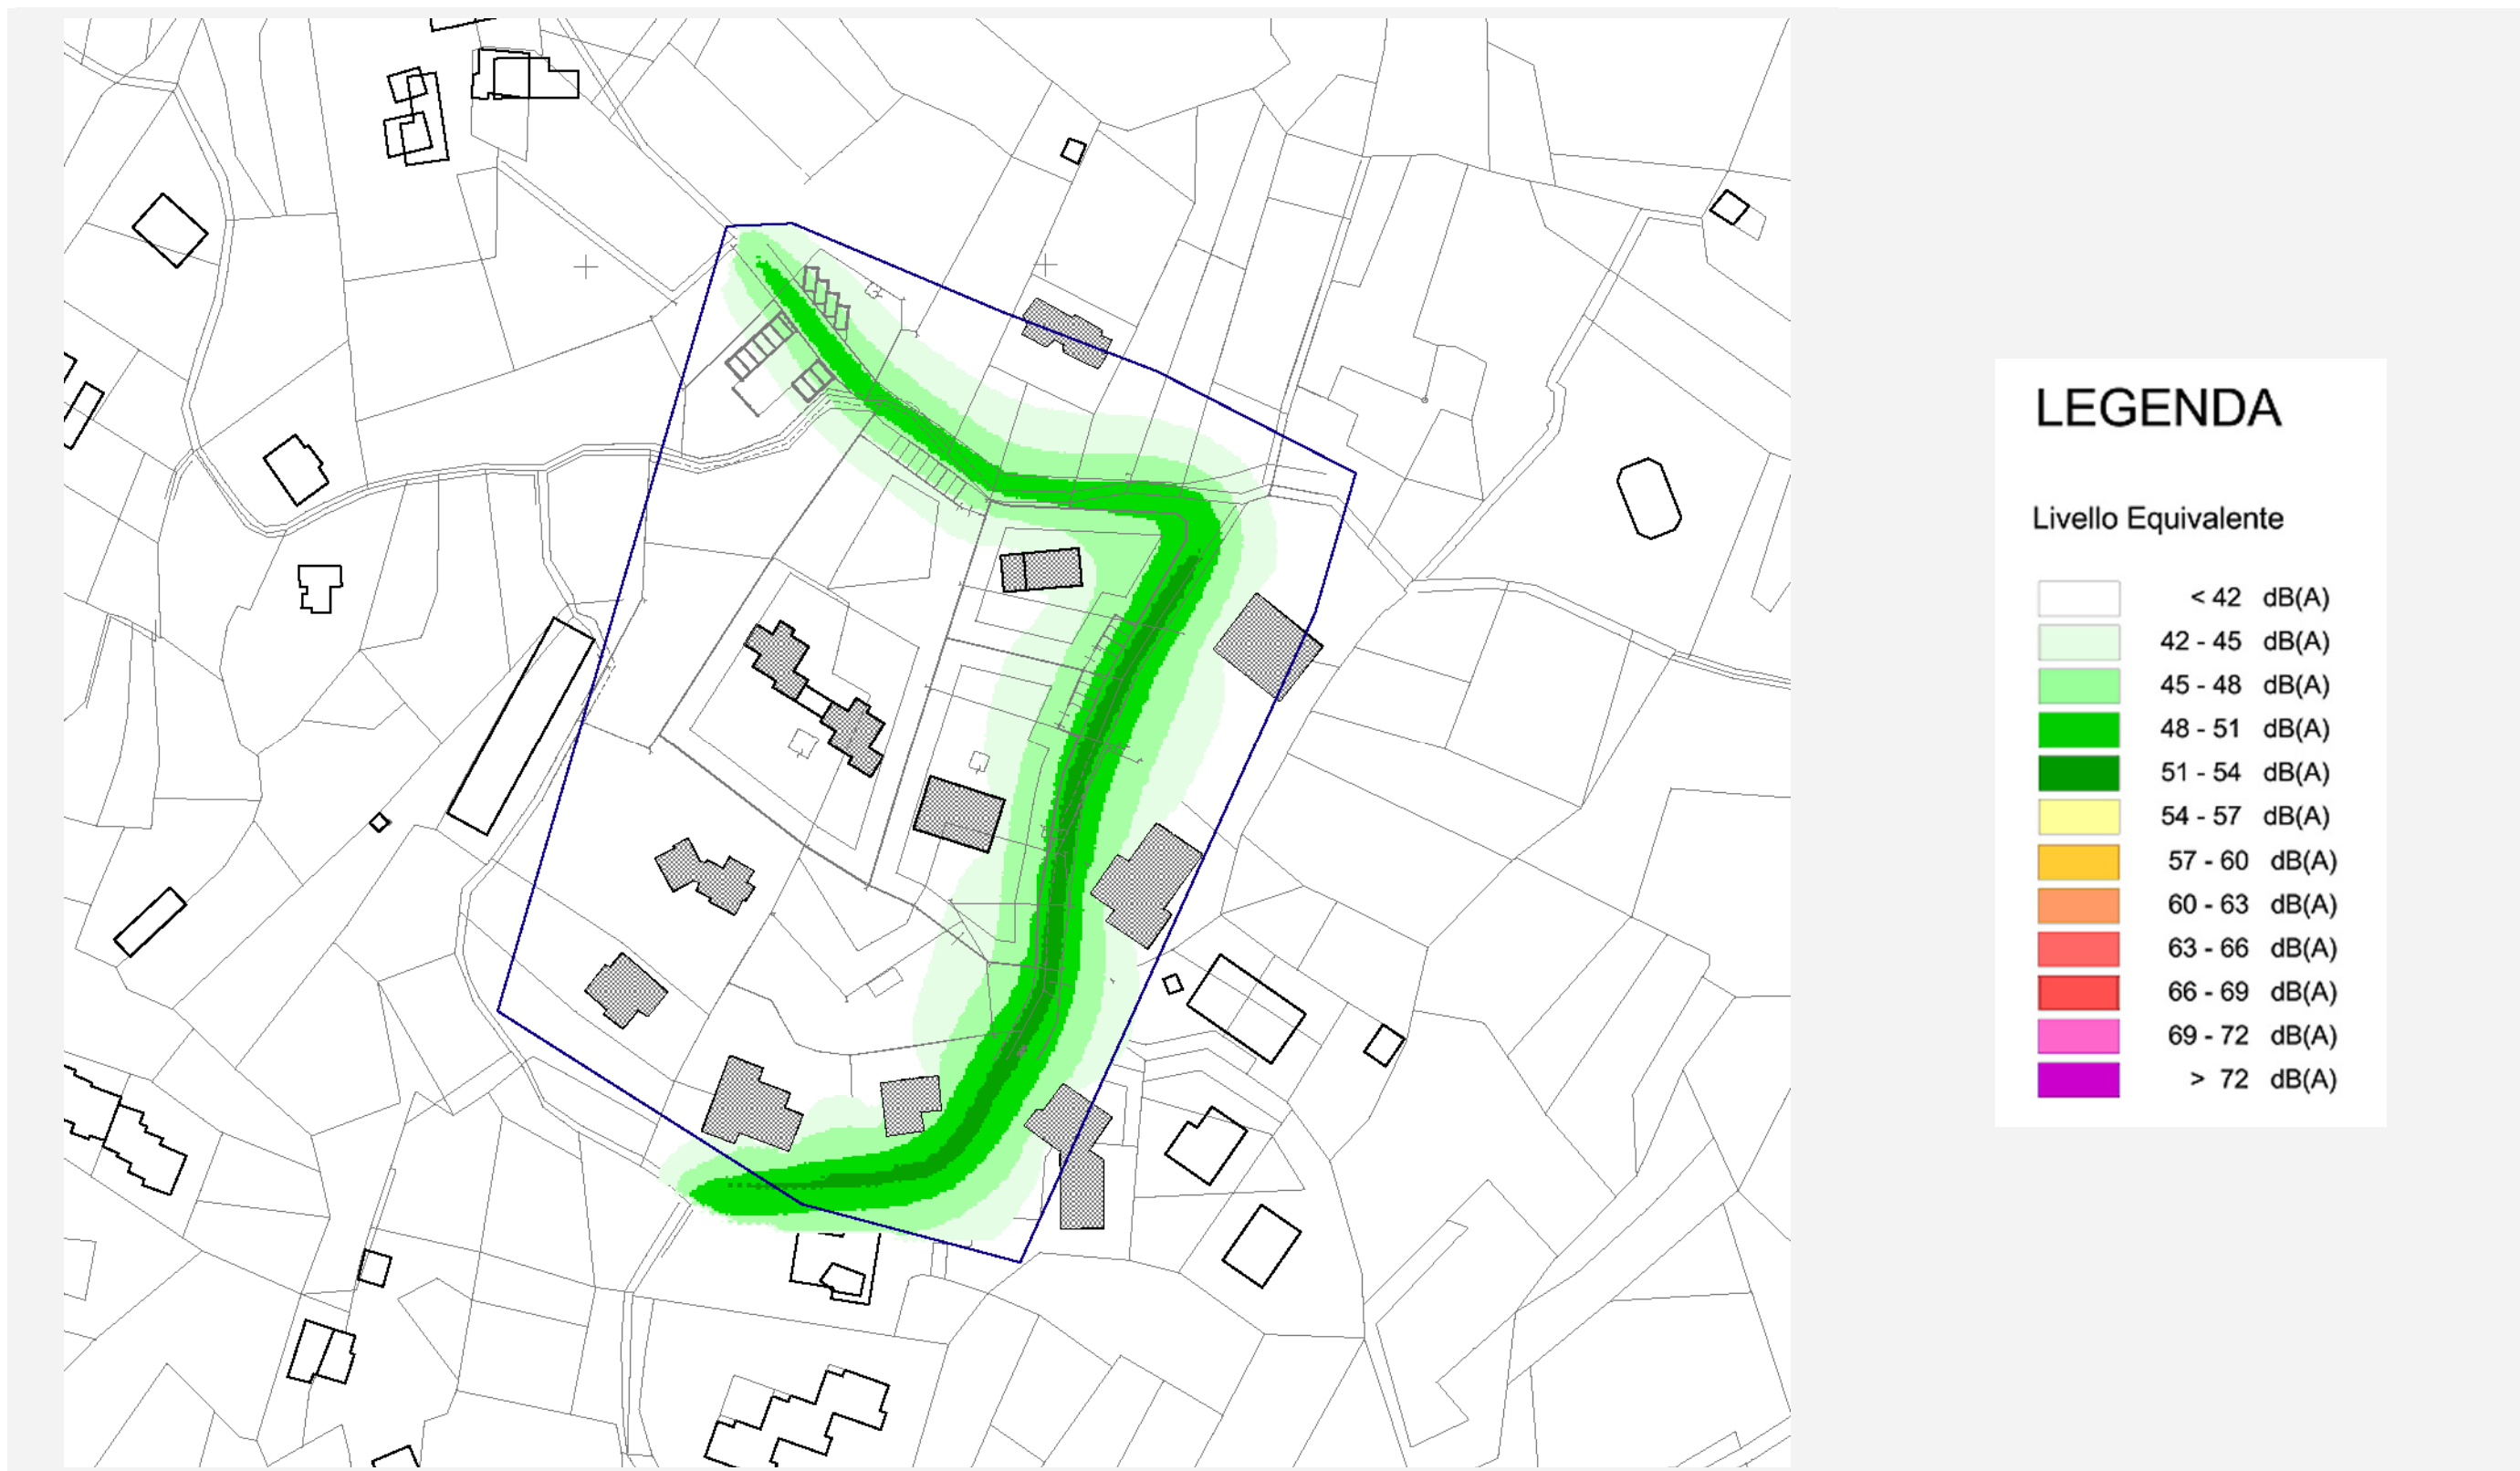 LEGENDA
Livello Equivalente
< 42 dB(A)
42 - 45 dB(A)
45 - 48 dB(A)
48 - 51 dB(A)
51 - 54 dB(A)
54 - 57 dB(A)
57 - 60 dB(A)
60 - 63 dB(A)
63 - 66 dB(A)
66 - 69 dB(A)
69 - 72 dB(A)
> 72 dB(A)